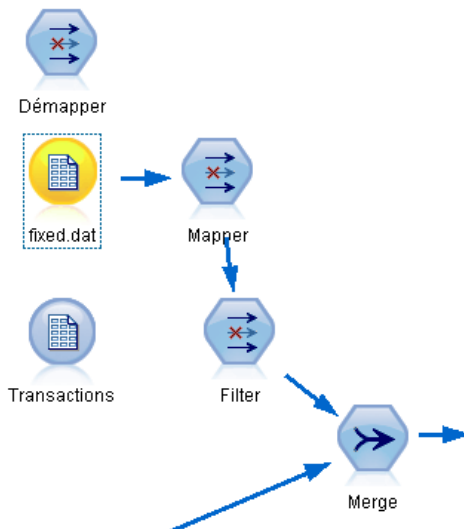 Démapper
fixed.dat
Mapper
Transactions
Filter
Merge